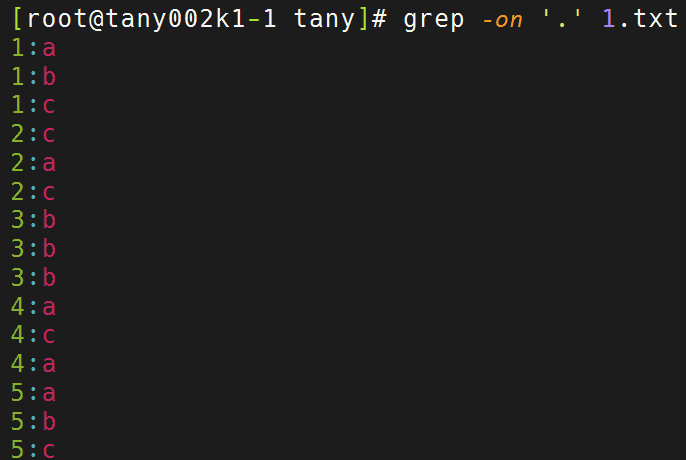 [root@tany002k1-1 tany]# grep -on '.' 1.txt
1:a
1:b
1:c
2:c
2:a
2:c
3:b
3:b
3:b
4:a
4:c
4:a
5:a
5:b
5:c